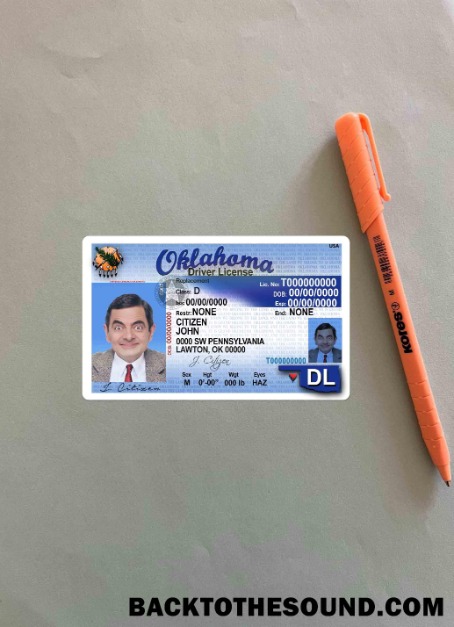 USA
Oklahoma
Driver License
Replacement
Class: D
Lic. No: T000000000
DOB: 00/00/0000
Iss: 00/00/0000
Exp: 00/00/0000
Restr: NONE
End: NONE
CITIZEN
JOHN
0000 SW PENNSYLVANIA
LAWTON, OK 00000
J. Citizen
T000000000
Sex Hgt Wgt Eyes
M 0'-00" 000 lb HAZ
DL
J. Citizen
Kores
M
BACKTOTHESOUND.COM